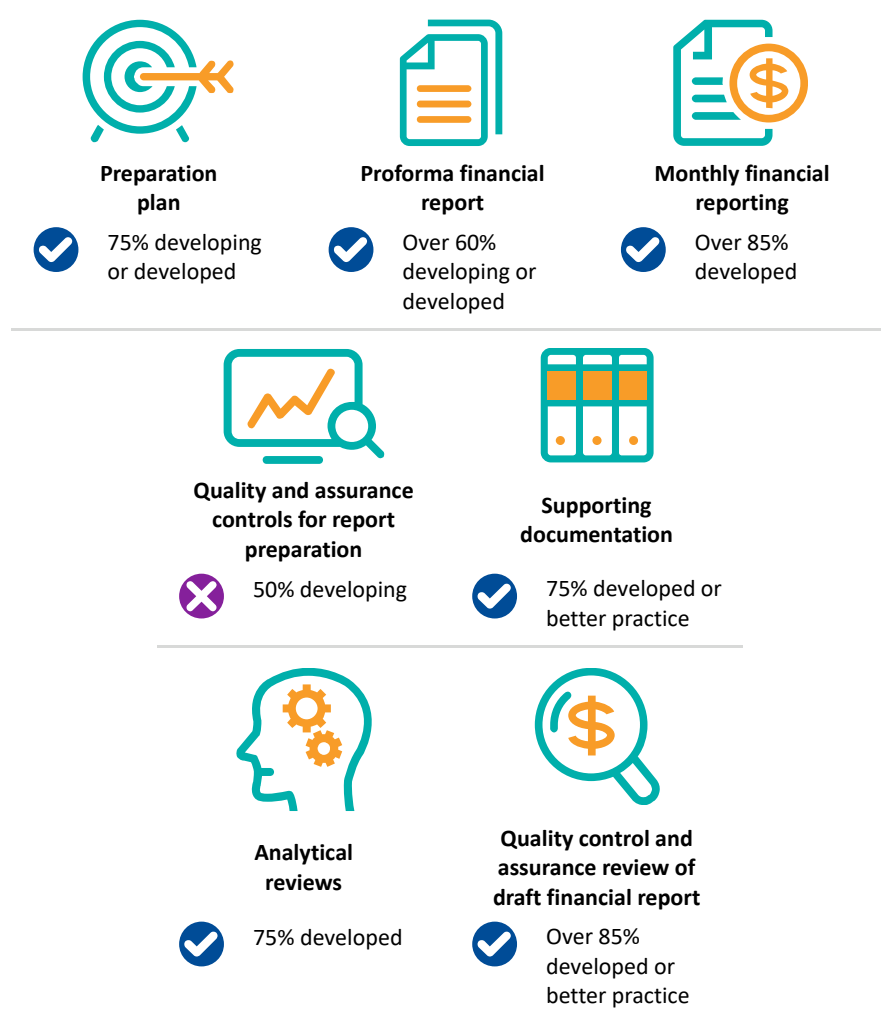 Preparation
plan
75% developing
or developed
Proforma financial
report
Over 60%
developing or
developed
Monthly financial
reporting
Over 85%
developed
Quality and assurance
controls for report
preparation
50% developing
Supporting
documentation
75% developed or
better practice
Analytical
reviews
75% developed
$
Quality control and
assurance review of
draft financial report
Over 85%
developed or
better practice